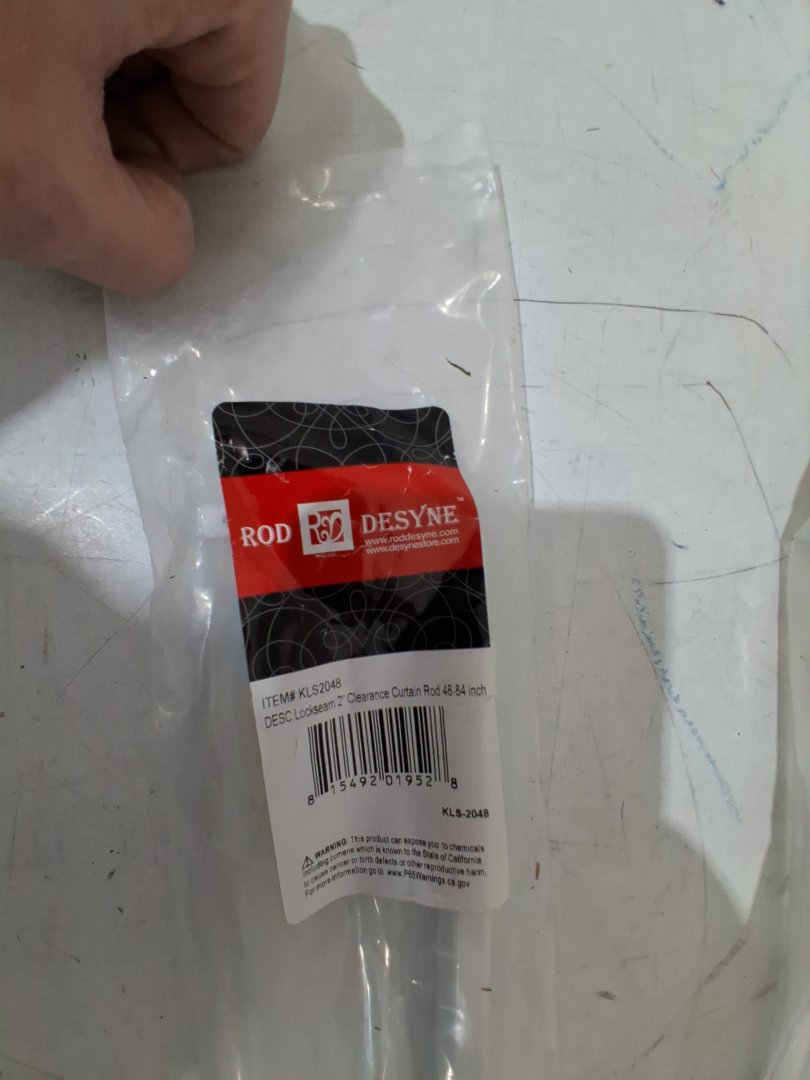 ROD RD DESYNE™
www.roddesyne.com
www.desynestore.com
ITEM# KLS2048
DESC Lockseam 2" Clearance Curtain Rod 48-84 inch
8 15492 01952 8
KLS-2048
⚠ WARNING: This product can expose you to chemicals
including cumene which is known to the State of California
to cause cancer or birth defects or other reproductive harm.
For more information go to www.P65Warnings.ca.gov